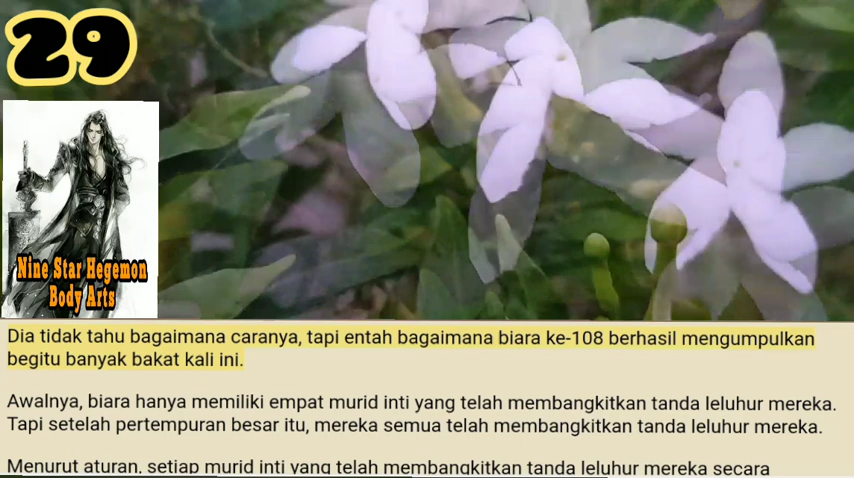 29
Nine Star Hegemon
Body Arts
Dia tidak tahu bagaimana caranya, tapi entah bagaimana biara ke-108 berhasil mengumpulkan
begitu banyak bakat kali ini.
Awalnya, biara hanya memiliki empat murid inti yang telah membangkitkan tanda leluhur mereka.
Tapi setelah pertempuran besar itu, mereka semua telah membangkitkan tanda leluhur mereka.
Menurut aturan, setiap murid inti yang telah membangkitkan tanda leluhur mereka secara